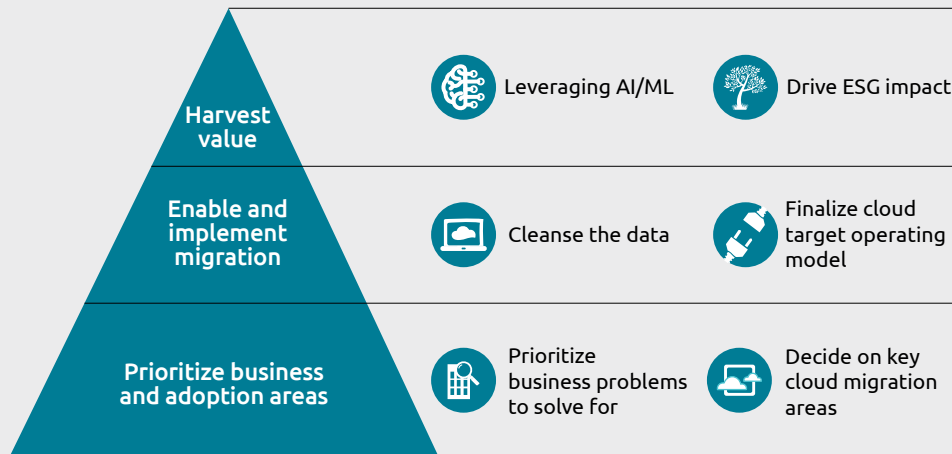 Harvest
value
Leveraging AI/ML
Drive ESG impact
Enable and
implement
migration
Cleanse the data
Finalize cloud
target operating
model
Prioritize business
and adoption areas
Prioritize
business problems
to solve for
Decide on key
cloud migration
areas